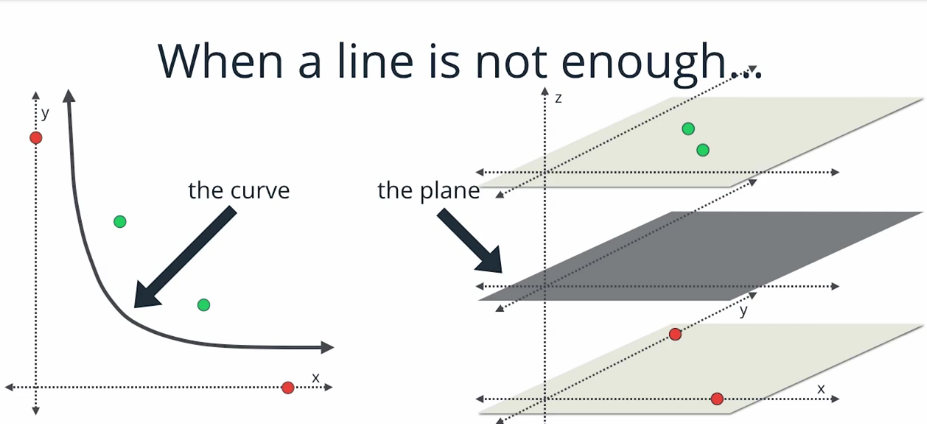 When a line is not enough...
y
z
the curve
the plane
y
x
x